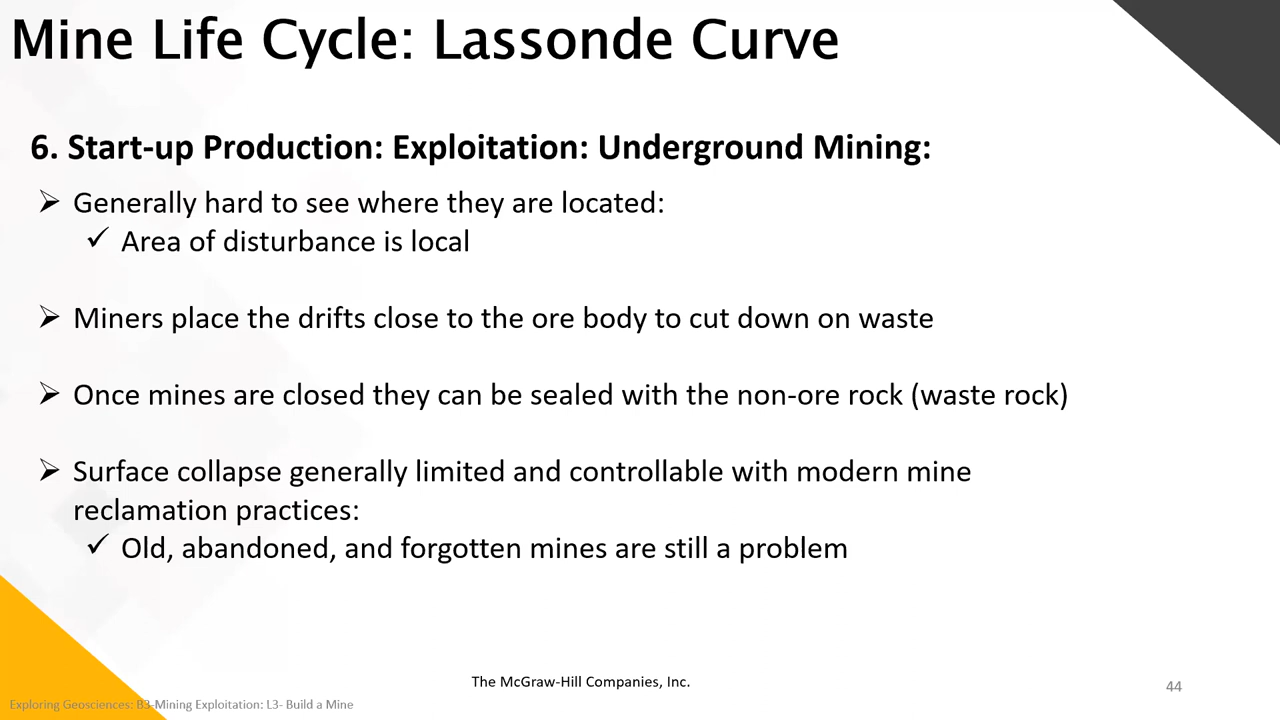 Mine Life Cycle: Lassonde Curve
6. Start-up Production: Exploitation: Underground Mining:
➢ Generally hard to see where they are located:
✓ Area of disturbance is local
➢ Miners place the drifts close to the ore body to cut down on waste
➢ Once mines are closed they can be sealed with the non-ore rock (waste rock)
➢ Surface collapse generally limited and controllable with modern mine
reclamation practices:
✓ Old, abandoned, and forgotten mines are still a problem
The McGraw-Hill Companies, Inc.
44
Exploring Geosciences: B3-Mining Exploitation: L3- Build a Mine